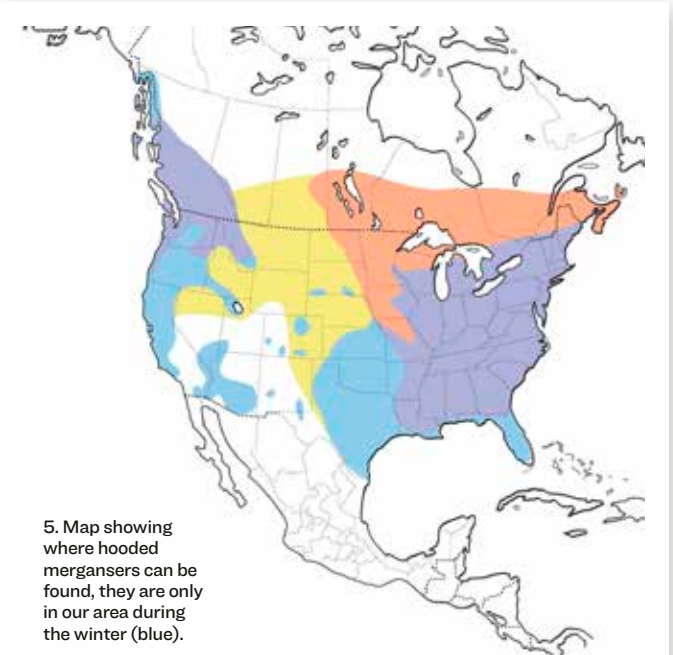 5. Map showing
where hooded
mergansers can be
found, they are only
in our area during
the winter (blue).